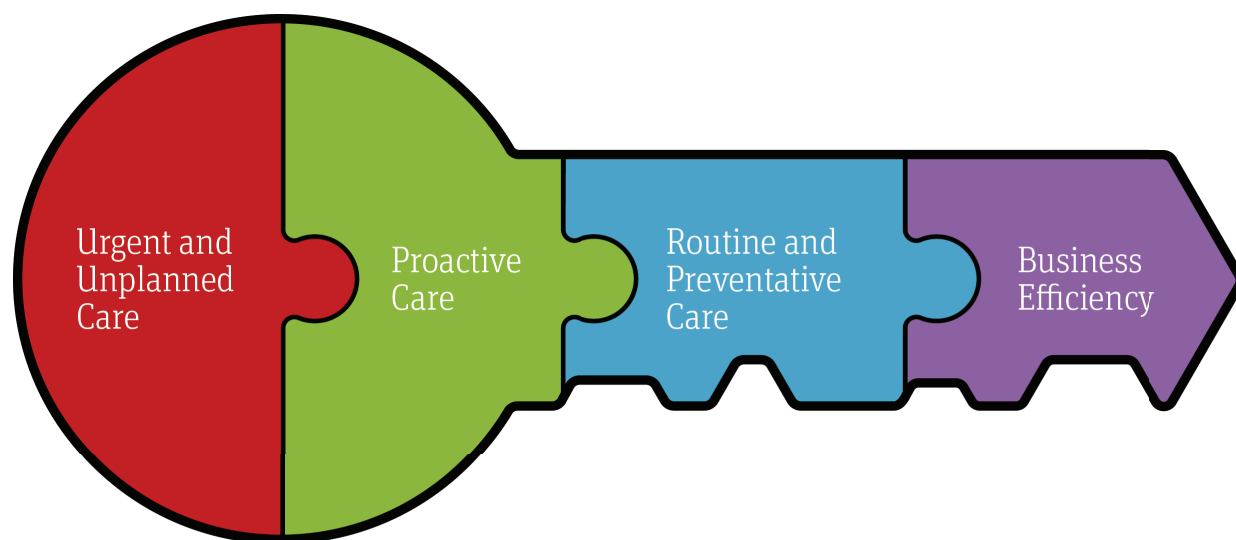 Urgent and
Unplanned
Care
Proactive
Care
Routine and
Preventative
Care
Business
Efficiency